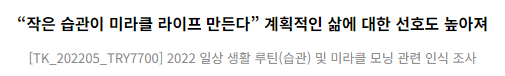 “작은 습관이 미라클 라이프 만든다” 계획적인 삶에 대한 선호도 높아져
[TK_202205_TRY7700] 2022 일상 생활 루틴(습관) 및 미라클 모닝 관련 인식 조사